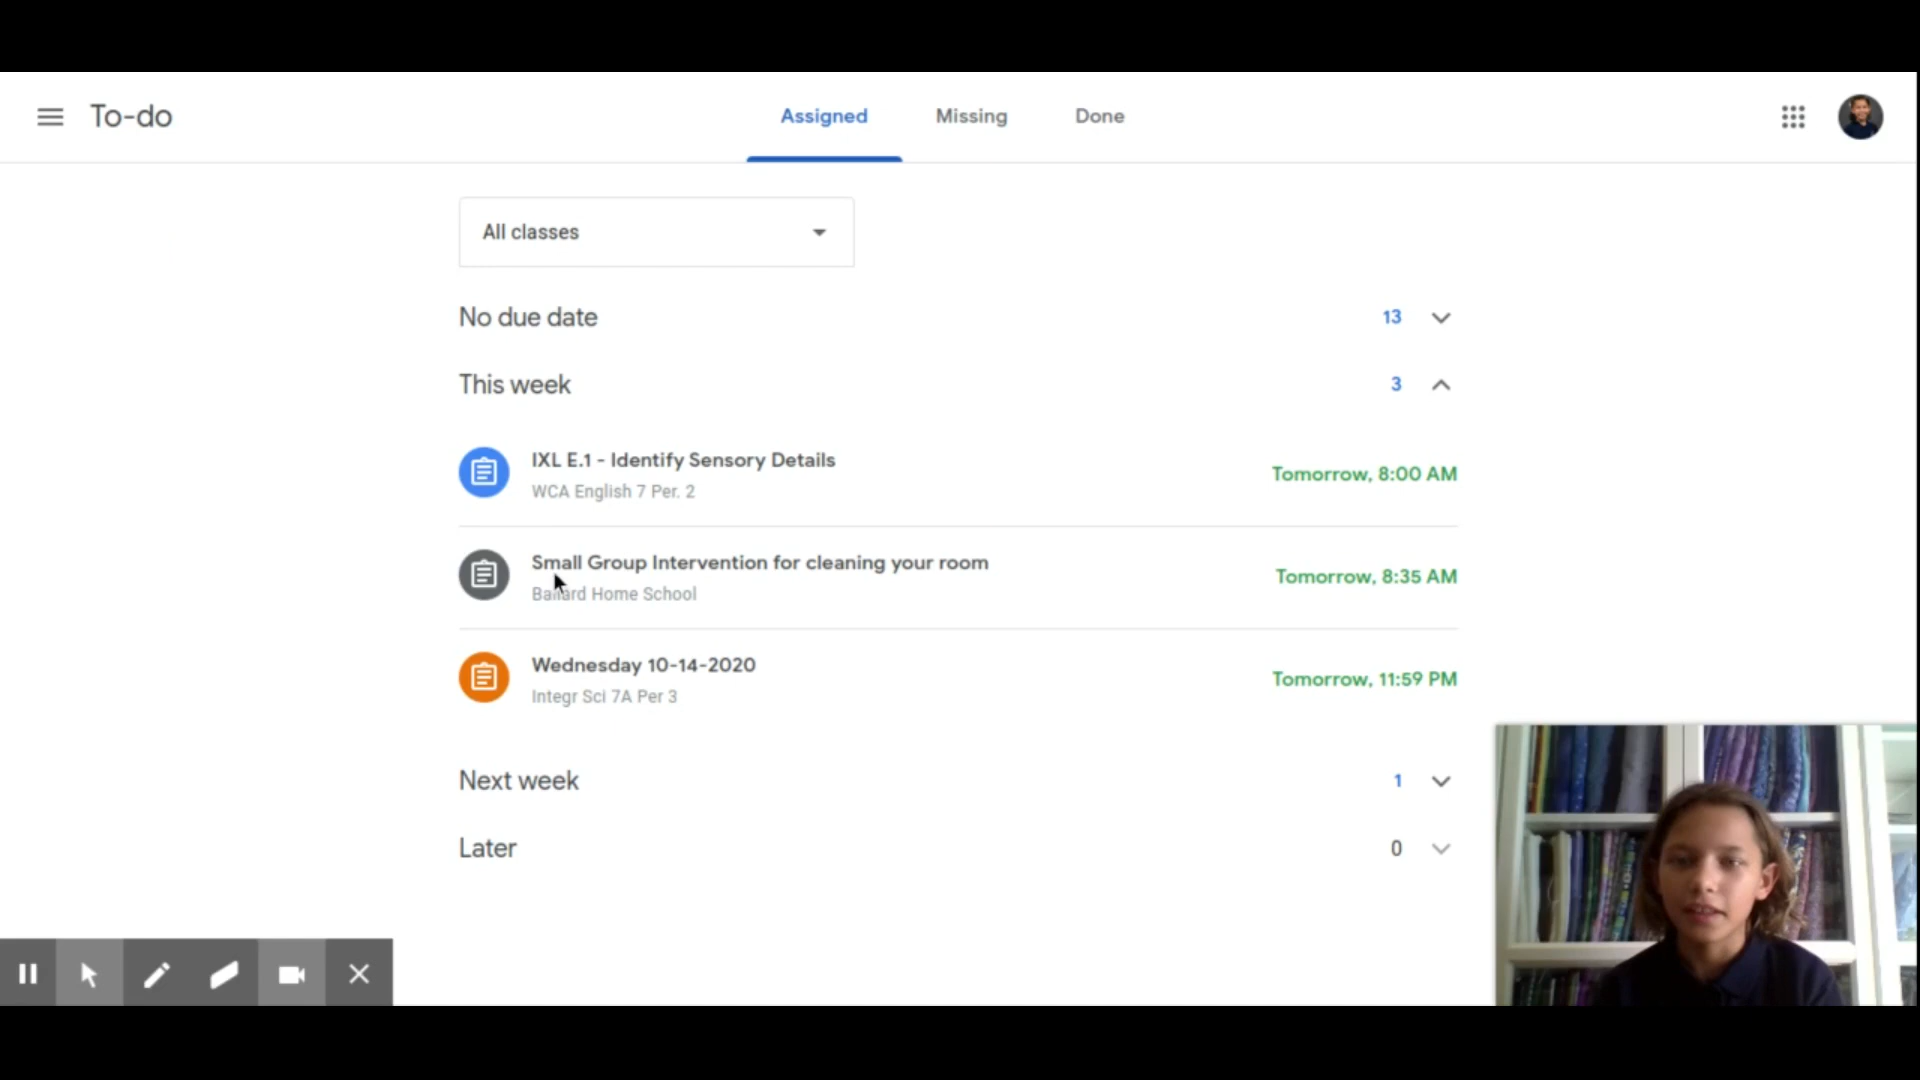 To-do
Assigned
Missing
Done
All classes
No due date
13
This week
3
IXL E.1 - Identify Sensory Details
WCA English 7 Per. 2
Tomorrow, 8:00 AM
Small Group Intervention for cleaning your room
Ballard Home School
Tomorrow, 8:35 AM
Wednesday 10-14-2020
Integr Sci 7A Per 3
Tomorrow, 11:59 PM
Next week
1
Later
0